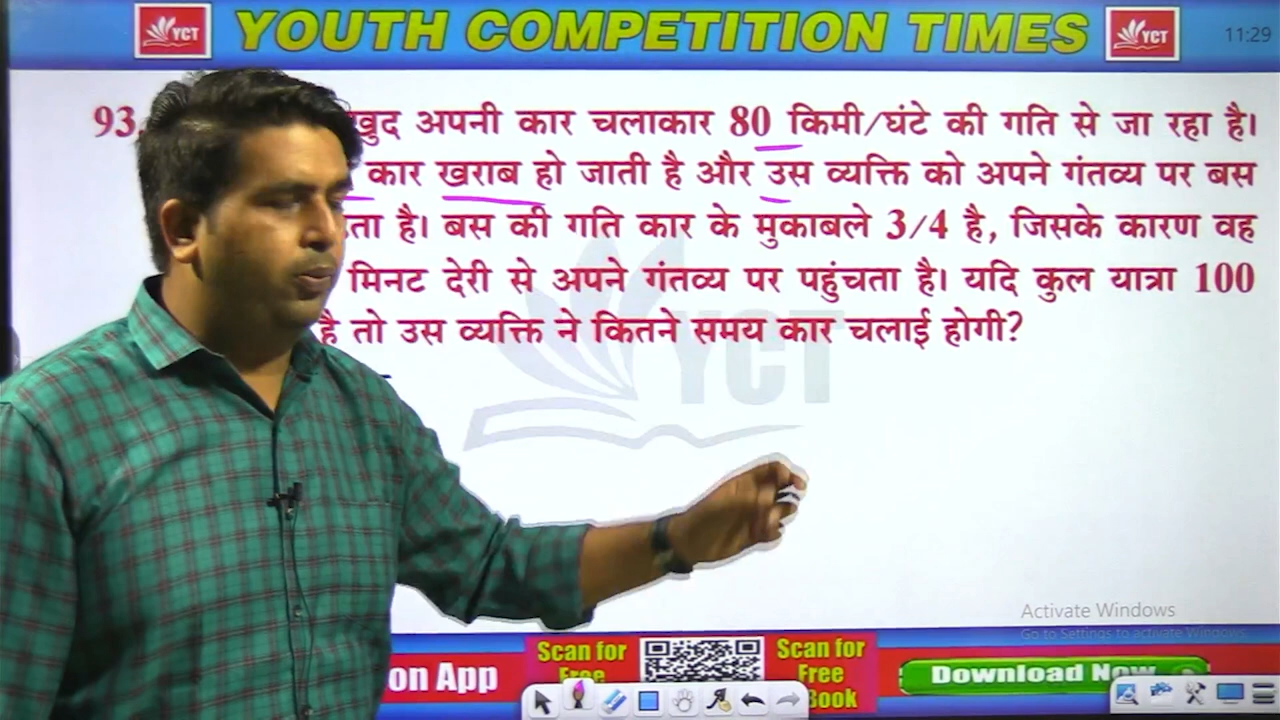 YCT
YOUTH COMPETITION TIMES
YCT
11:29
93.
खुद अपनी कार चलाकार 80 किमी/घंटे की गति से जा रहा है।
कार खराब हो जाती है और उस व्यक्ति को अपने गंतव्य पर बस
है। बस की गति कार के मुकाबले 3/4 है, जिसके कारण वह
मिनट देरी से अपने गंतव्य पर पहुंचता है। यदि कुल यात्रा 100
है तो उस व्यक्ति ने कितने समय कार चलाई होगी?
YCT
Activate Windows
Go to Settings to activate Windows.
on App
Scan for
Free
Scan for
Free
Book
Download Now